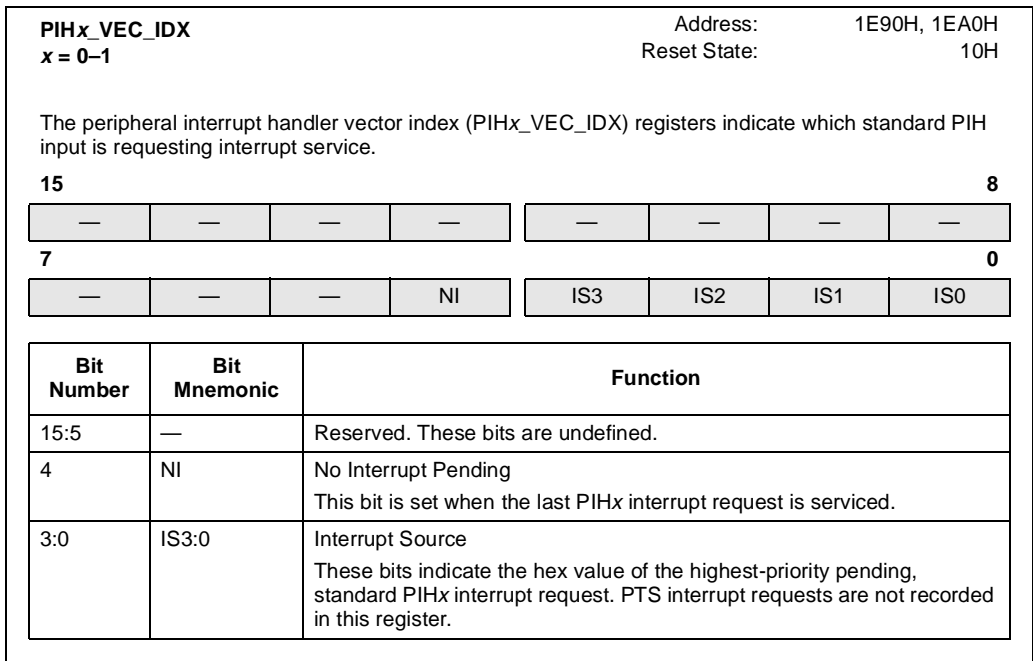 PIHx_VEC_IDX Address: 1E90H, 1EA0H
x = 0–1 Reset State: 10H
The peripheral interrupt handler vector index (PIHx_VEC_IDX) registers indicate which standard PIH
input is requesting interrupt service.
15 8
— — — — — — — —
7 0
— — — NI IS3 IS2 IS1 IS0
Bit Number Bit Mnemonic Function
15:5 — Reserved. These bits are undefined.
4 NI No Interrupt Pending
This bit is set when the last PIHx interrupt request is serviced.
3:0 IS3:0 Interrupt Source
These bits indicate the hex value of the highest-priority pending,
standard PIHx interrupt request. PTS interrupt requests are not recorded
in this register.